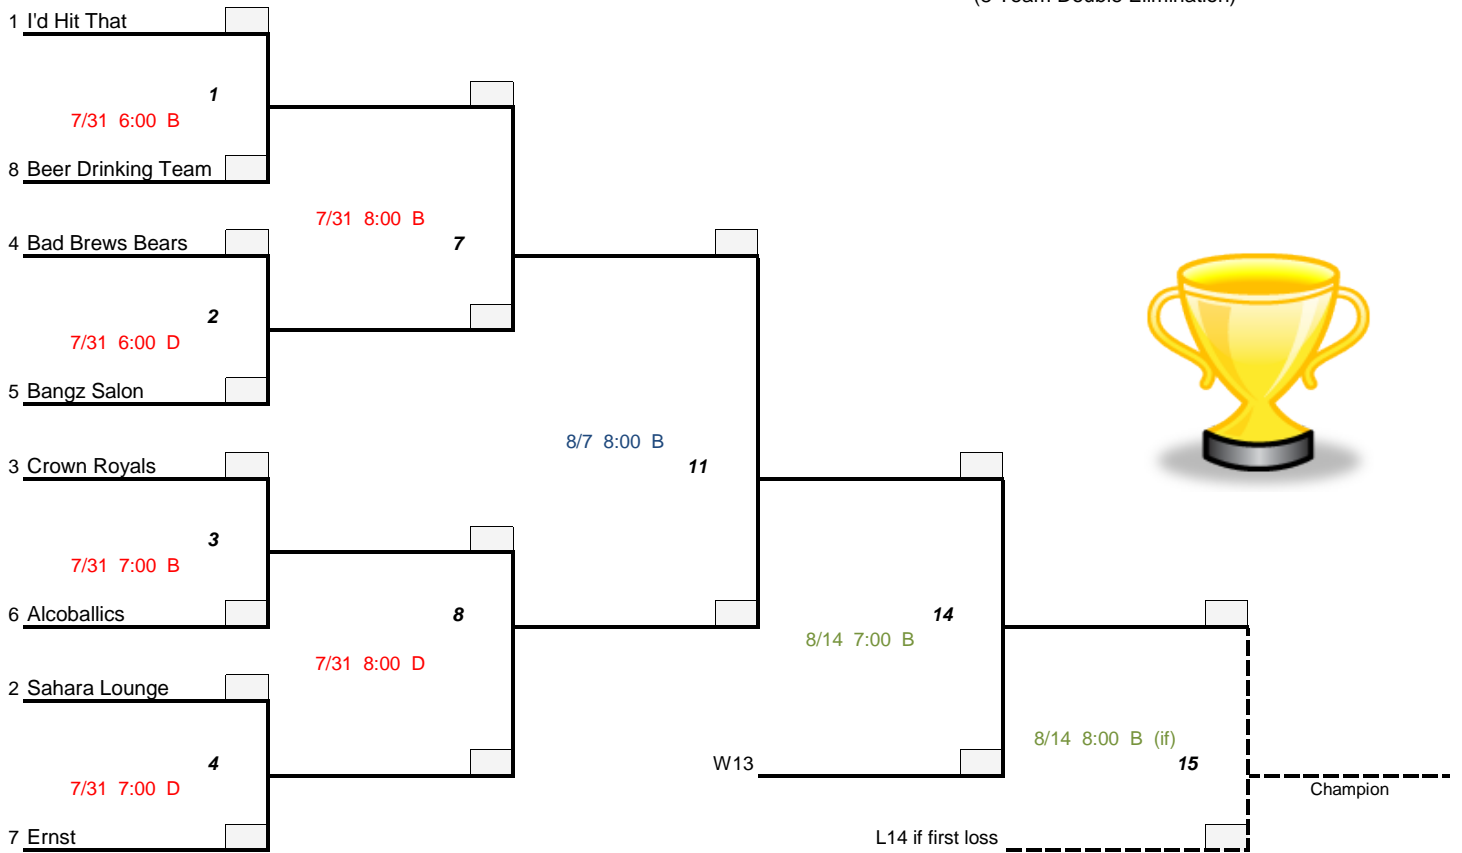 (8 Team Double Elimination)
1 I'd Hit That
1
7/31 6:00 B
8 Beer Drinking Team
7/31 8:00 B
7
4 Bad Brews Bears
2
7/31 6:00 D
5 Bangz Salon
8/7 8:00 B
11
3 Crown Royals
3
7/31 7:00 B
6 Alcoballics
8
7/31 8:00 D
14
8/14 7:00 B
2 Sahara Lounge
4
7/31 7:00 D
7 Ernst
W13
8/14 8:00 B (if)
15
Champion
L14 if first loss